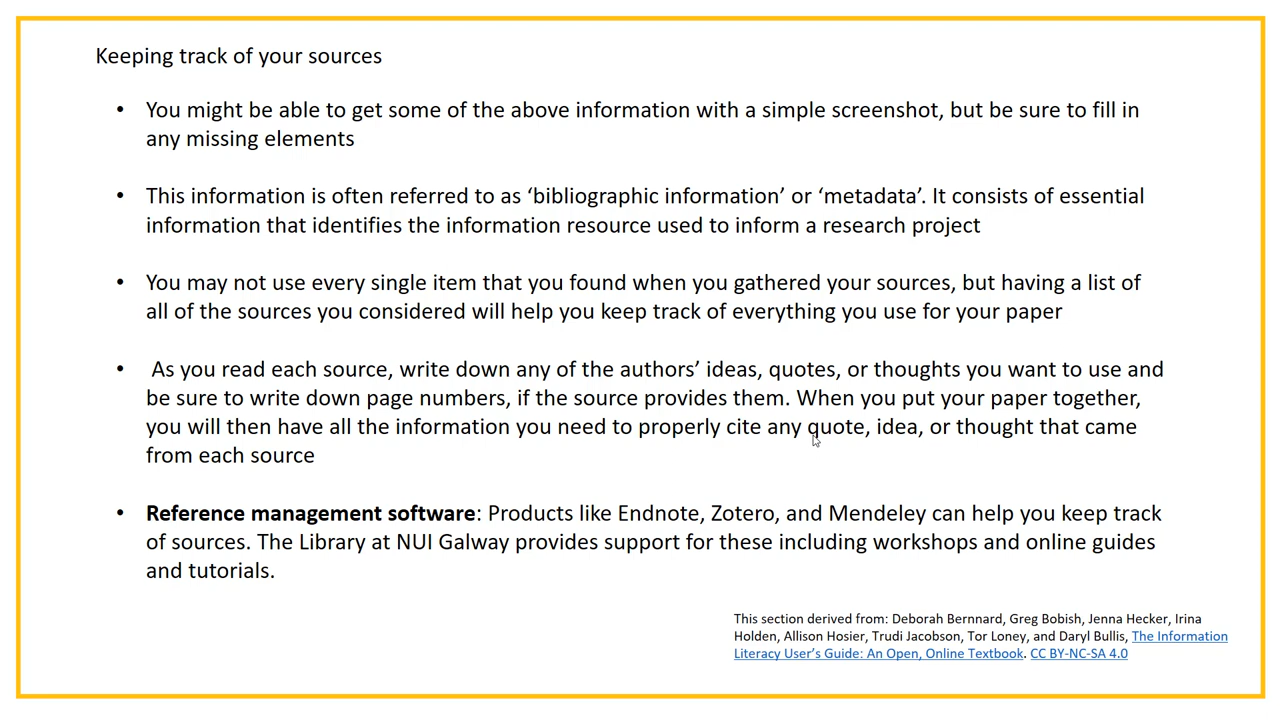 Keeping track of your sources
• You might be able to get some of the above information with a simple screenshot, but be sure to fill in
any missing elements
• This information is often referred to as ‘bibliographic information’ or ‘metadata’. It consists of essential
information that identifies the information resource used to inform a research project
• You may not use every single item that you found when you gathered your sources, but having a list of
all of the sources you considered will help you keep track of everything you use for your paper
• As you read each source, write down any of the authors’ ideas, quotes, or thoughts you want to use and
be sure to write down page numbers, if the source provides them. When you put your paper together,
you will then have all the information you need to properly cite any quote, idea, or thought that came
from each source
• Reference management software: Products like Endnote, Zotero, and Mendeley can help you keep track
of sources. The Library at NUI Galway provides support for these including workshops and online guides
and tutorials.
This section derived from: Deborah Bernnard, Greg Bobish, Jenna Hecker, Irina
Holden, Allison Hosier, Trudi Jacobson, Tor Loney, and Daryl Bullis, The Information
Literacy User’s Guide: An Open, Online Textbook. CC BY-NC-SA 4.0